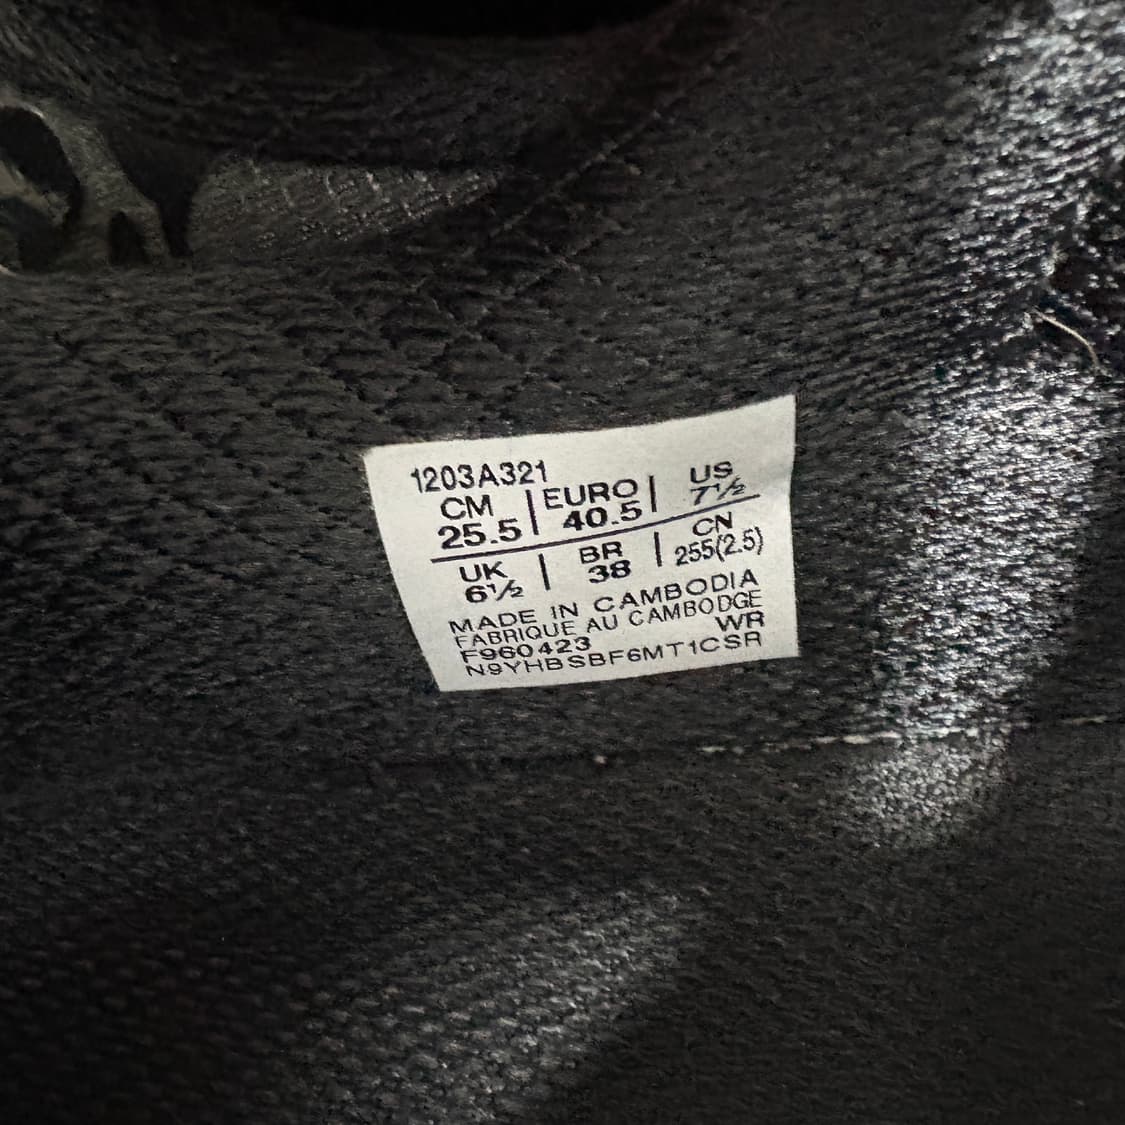 1203A321
CM | EURO | US
25.5 | 40.5 | 7½
UK | BR | CN
6½ | 38 | 255(2.5)
MADE IN CAMBODIA
FABRIQUE AU CAMBODGE
F960423 WR
N9YHBSBF6MT1CSR